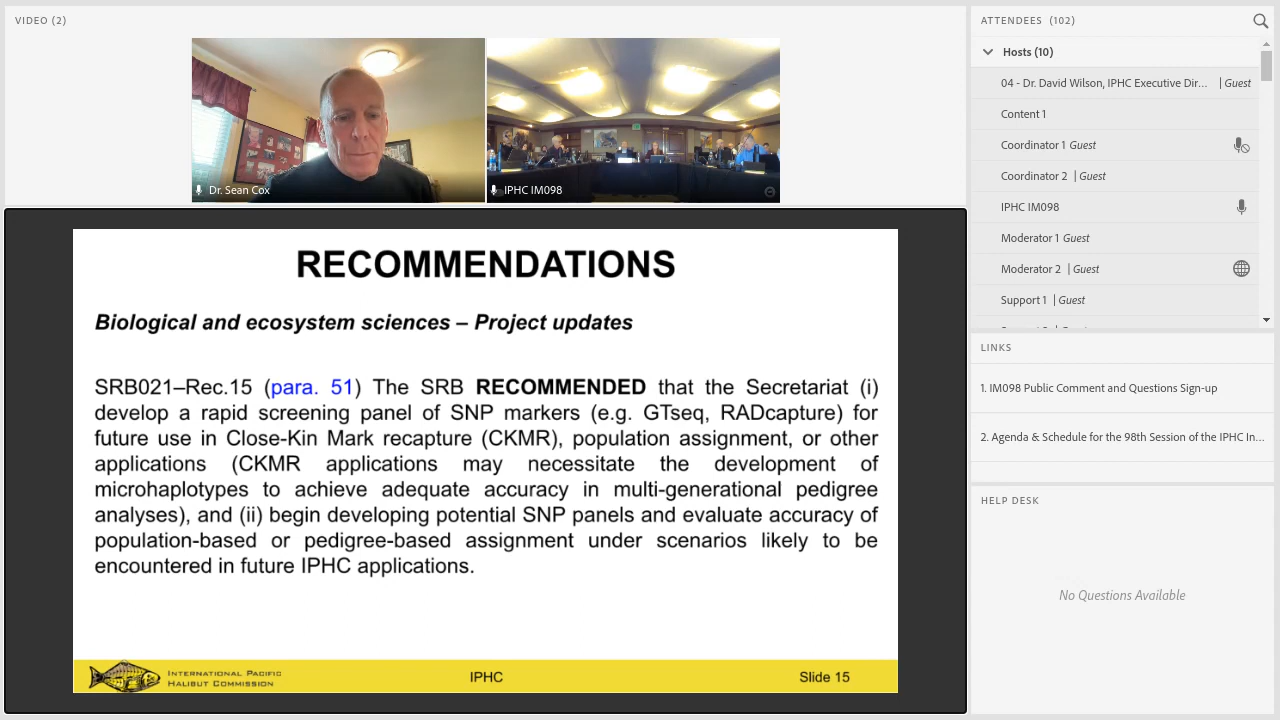 VIDEO (2)
Dr. Sean Cox
IPHC IM098
RECOMMENDATIONS
Biological and ecosystem sciences – Project updates
SRB021–Rec.15 (para. 51) The SRB RECOMMENDED that the Secretariat (i)
develop a rapid screening panel of SNP markers (e.g. GTseq, RADcapture) for
future use in Close-Kin Mark recapture (CKMR), population assignment, or other
applications (CKMR applications may necessitate the development of
microhaplotypes to achieve adequate accuracy in multi-generational pedigree
analyses), and (ii) begin developing potential SNP panels and evaluate accuracy of
population-based or pedigree-based assignment under scenarios likely to be
encountered in future IPHC applications.
INTERNATIONAL PACIFIC
HALIBUT COMMISSION
IPHC
Slide 15
ATTENDEES (102)
Hosts (10)
04 - Dr. David Wilson, IPHC Executive Dir... | Guest
Content 1
Coordinator 1 Guest
Coordinator 2 | Guest
IPHC IM098
Moderator 1 Guest
Moderator 2 | Guest
Support 1 | Guest
LINKS
1. IM098 Public Comment and Questions Sign-up
2. Agenda & Schedule for the 98th Session of the IPHC In...
HELP DESK
No Questions Available